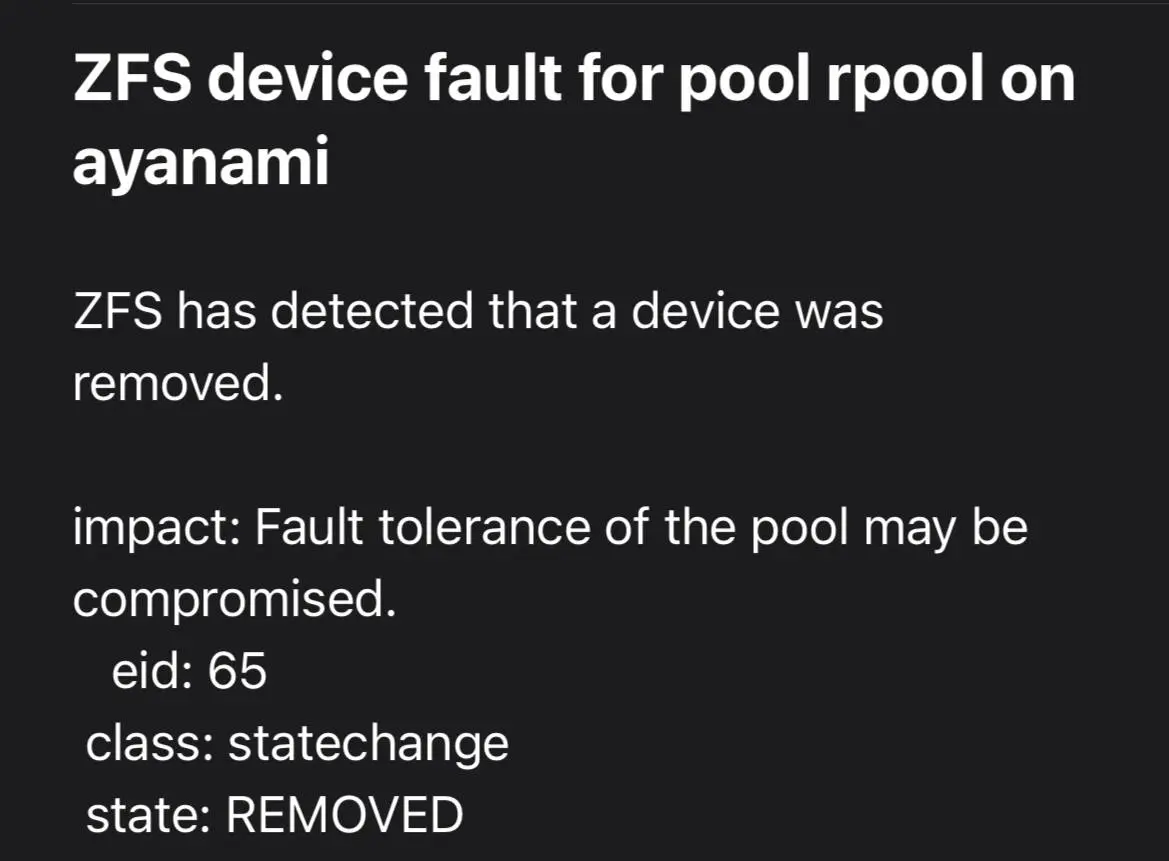 ZFS device fault for pool rpool on
ayanami
ZFS has detected that a device was
removed.
impact: Fault tolerance of the pool may be
compromised.
eid: 65
class: statechange
state: REMOVED